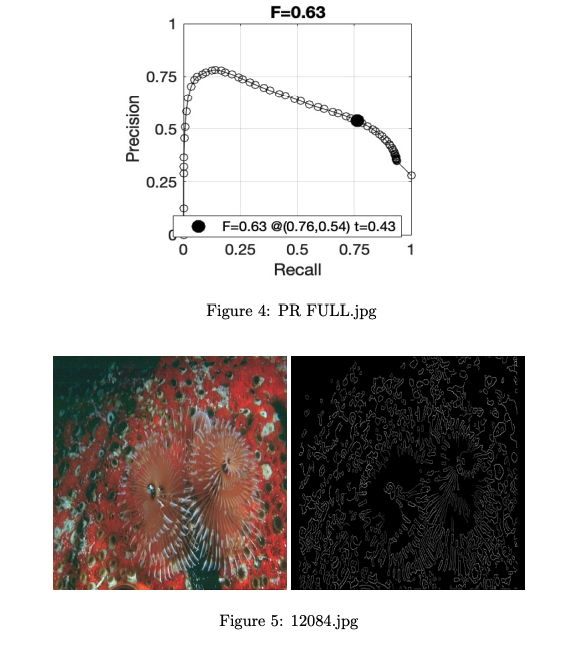 F=0.63
1
0.75
0.5
0.25
0
Precision
F=0.63 @(0.76,0.54) t=0.43
0 0.25 0.5 0.75 1
Recall
Figure 4: PR FULL.jpg
Figure 5: 12084.jpg